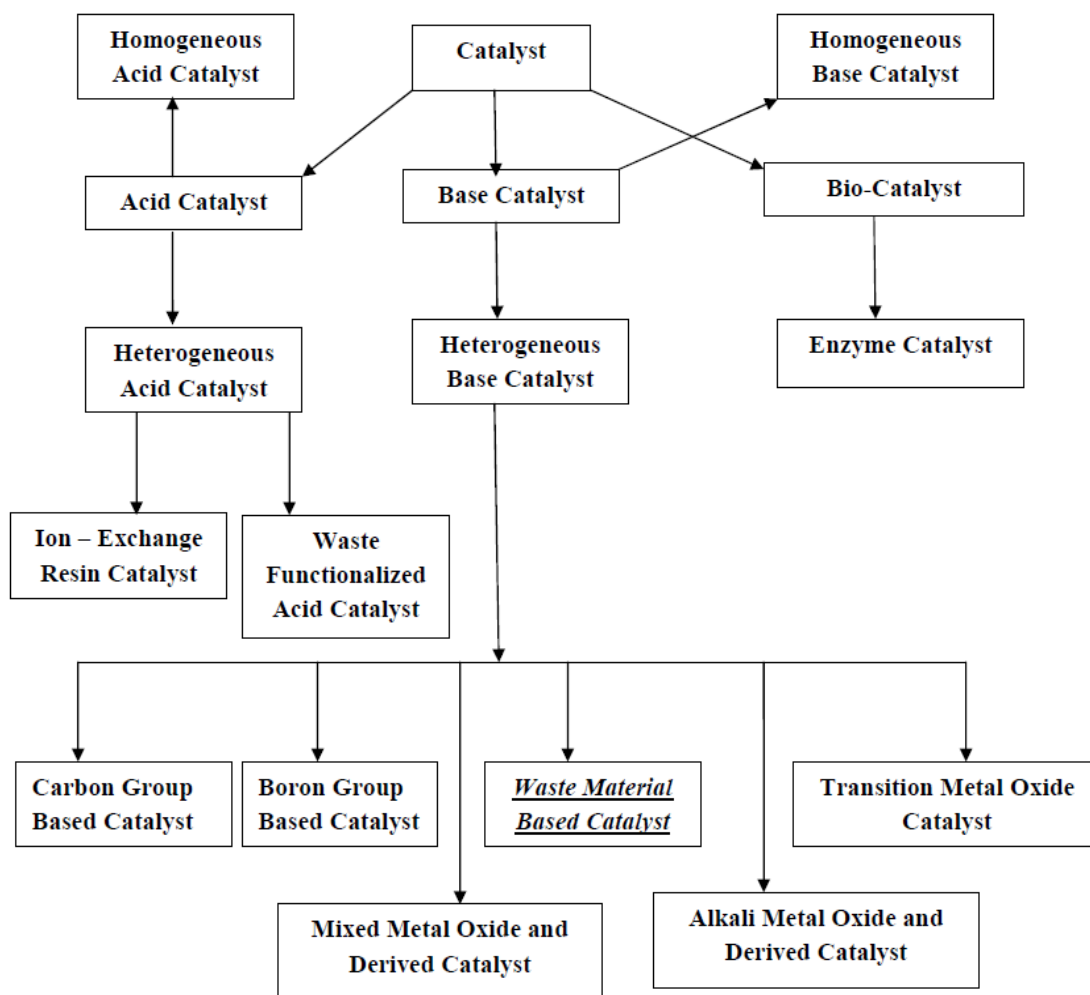 Homogeneous
Acid Catalyst
Catalyst
Homogeneous
Base Catalyst
Acid Catalyst
Base Catalyst
Bio-Catalyst
Heterogeneous
Acid Catalyst
Heterogeneous
Base Catalyst
Enzyme Catalyst
Ion – Exchange
Resin Catalyst
Waste
Functionalized
Acid Catalyst
Carbon Group
Based Catalyst
Boron Group
Based Catalyst
Waste Material
Based Catalyst
Transition Metal Oxide
Catalyst
Mixed Metal Oxide and
Derived Catalyst
Alkali Metal Oxide and
Derived Catalyst